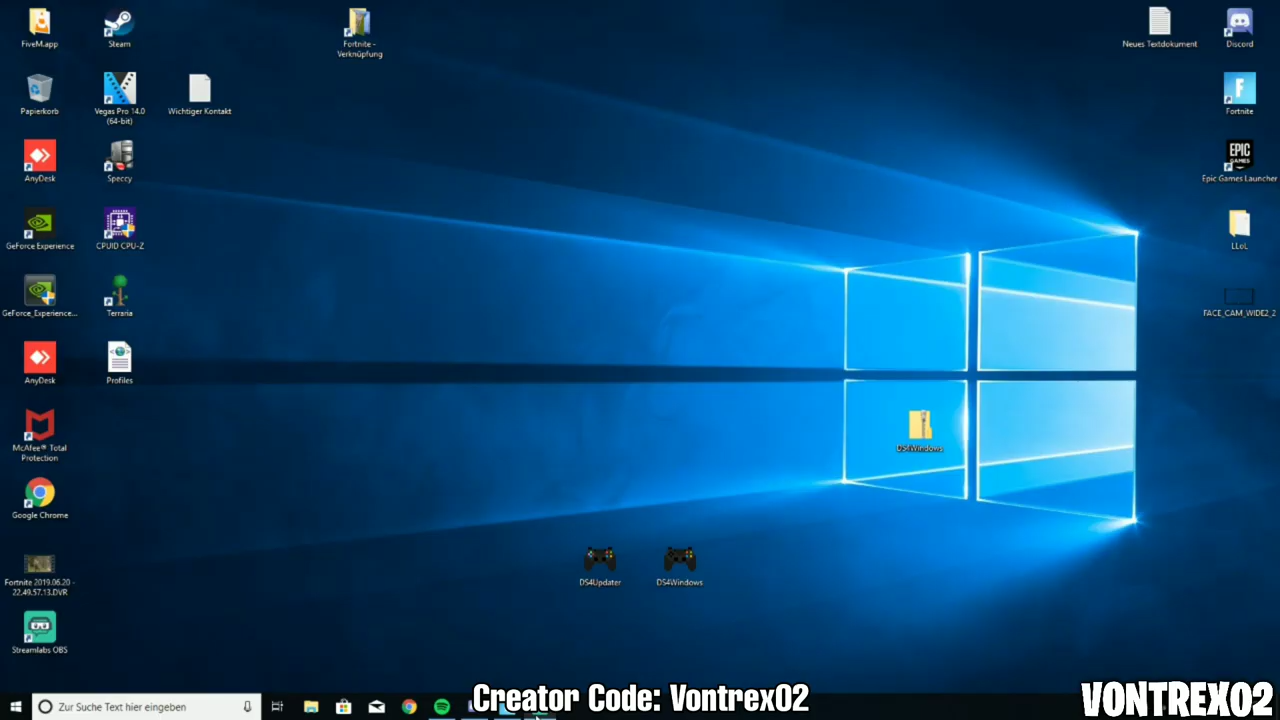 FiveM.app
Steam
Fortnite -
Verknüpfung
Neues Textdokument
Discord
Papierkorb
Vegas Pro 14.0
(64-bit)
Wichtiger Kontakt
Fortnite
AnyDesk
Speccy
EPIC
GAMES
Epic Games Launcher
GeForce Experience
CPUID CPU-Z
LLoL
GeForce_Experience...
Terraria
FACE_CAM_WIDE2_2
AnyDesk
Profiles
McAfee® Total
Protection
DS4Windows
Google Chrome
Fortnite 2019.06.20 -
22.49.57.13.DVR
DS4Updater
DS4Windows
Streamlabs OBS
Zur Suche Text hier eingeben
Creator Code: Vontrex02
VONTREX02